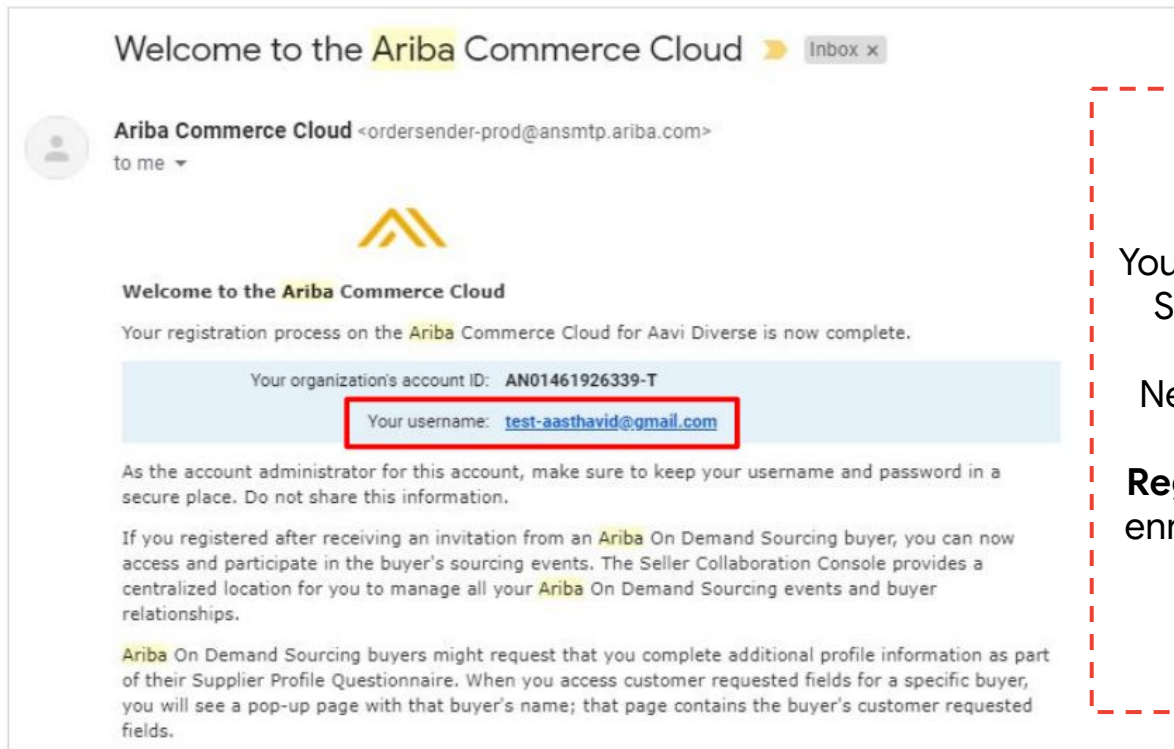 Welcome to the Ariba Commerce Cloud Inbox x
Ariba Commerce Cloud <ordersender-prod@ansmtp.ariba.com>
to me
Welcome to the Ariba Commerce Cloud
Your registration process on the Ariba Commerce Cloud for Aavi Diverse is now complete.
Your organization's account ID: AN01461926339-T
Your username: test-aasthavid@gmail.com
As the account administrator for this account, make sure to keep your username and password in a
secure place. Do not share this information.
If you registered after receiving an invitation from an Ariba On Demand Sourcing buyer, you can now
access and participate in the buyer's sourcing events. The Seller Collaboration Console provides a
centralized location for you to manage all your Ariba On Demand Sourcing events and buyer
relationships.
Ariba On Demand Sourcing buyers might request that you complete additional profile information as part
of their Supplier Profile Questionnaire. When you access customer requested fields for a specific buyer,
you will see a pop-up page with that buyer's name; that page contains the buyer's customer requested
fields.